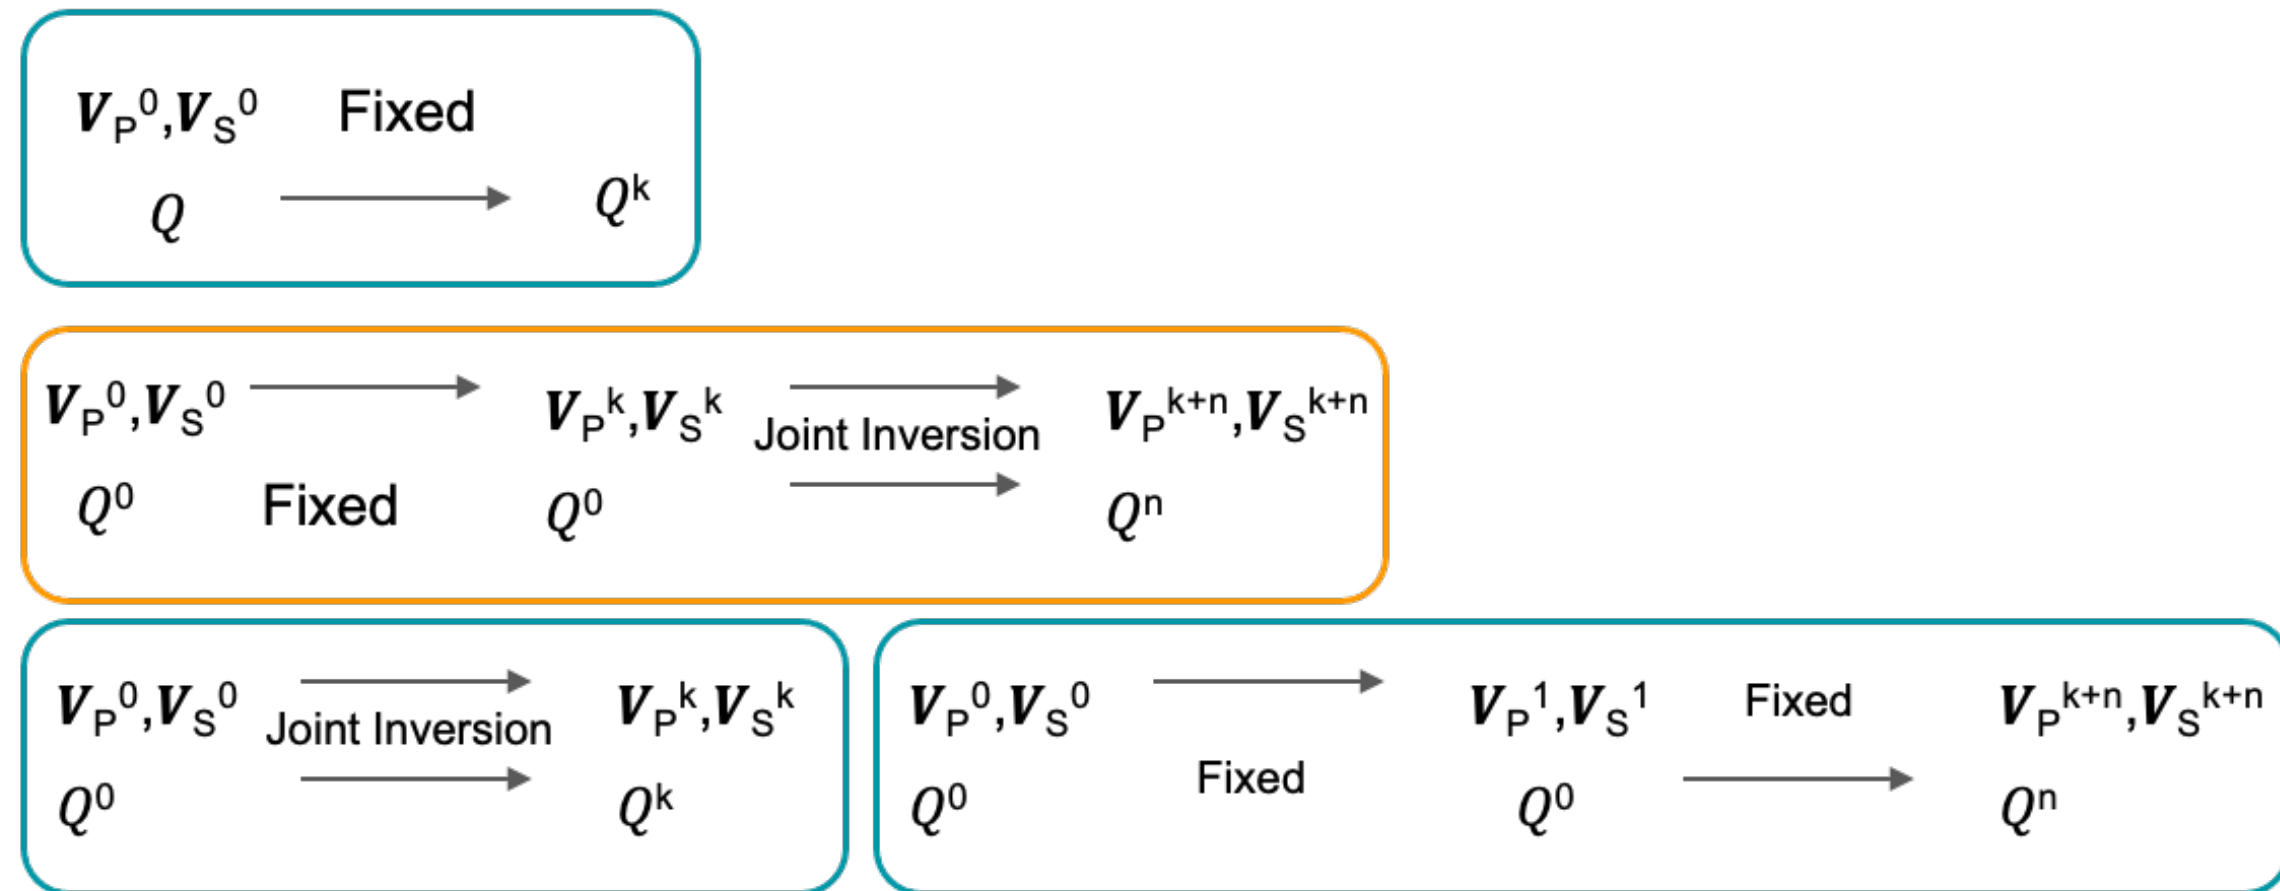 V_P^0,V_S^0 Fixed
Q Q^k
V_P^0,V_S^0 V_P^k,V_S^k V_P^{k+n},V_S^{k+n}
Joint Inversion
Q^0 Fixed Q^0 Q^n
V_P^0,V_S^0 V_P^k,V_S^k
Joint Inversion
Q^0 Q^k
V_P^0,V_S^0 V_P^1,V_S^1 Fixed V_P^{k+n},V_S^{k+n}
Fixed
Q^0 Q^0 Q^n